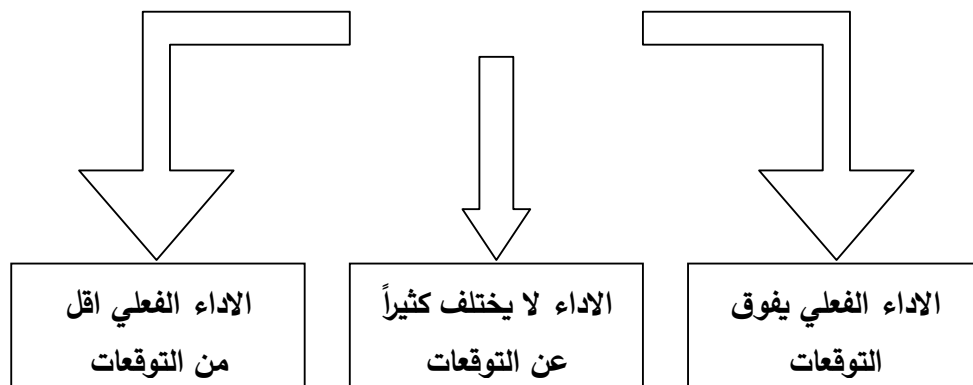 الاداء الفعلي يفوق
التوقعات
الاداء لا يختلف كثيراً
عن التوقعات
الاداء الفعلي اقل
من التوقعات